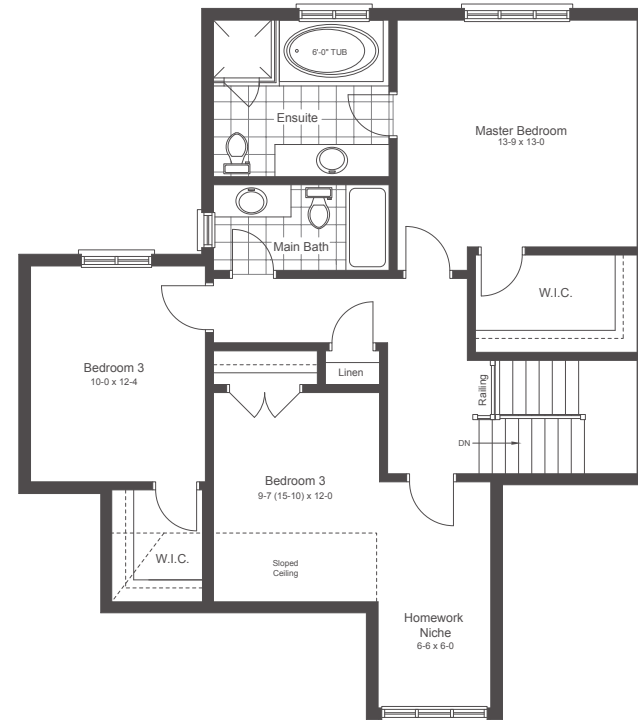 6'-0" TUB
Ensuite
Master Bedroom
13-9 x 13-0
Main Bath
W.I.C.
Bedroom 3
10-0 x 12-4
Linen
Railing
DN
Bedroom 3
9-7 (15-10) x 12-0
W.I.C.
Sloped
Ceiling
Homework
Niche
6-6 x 6-0